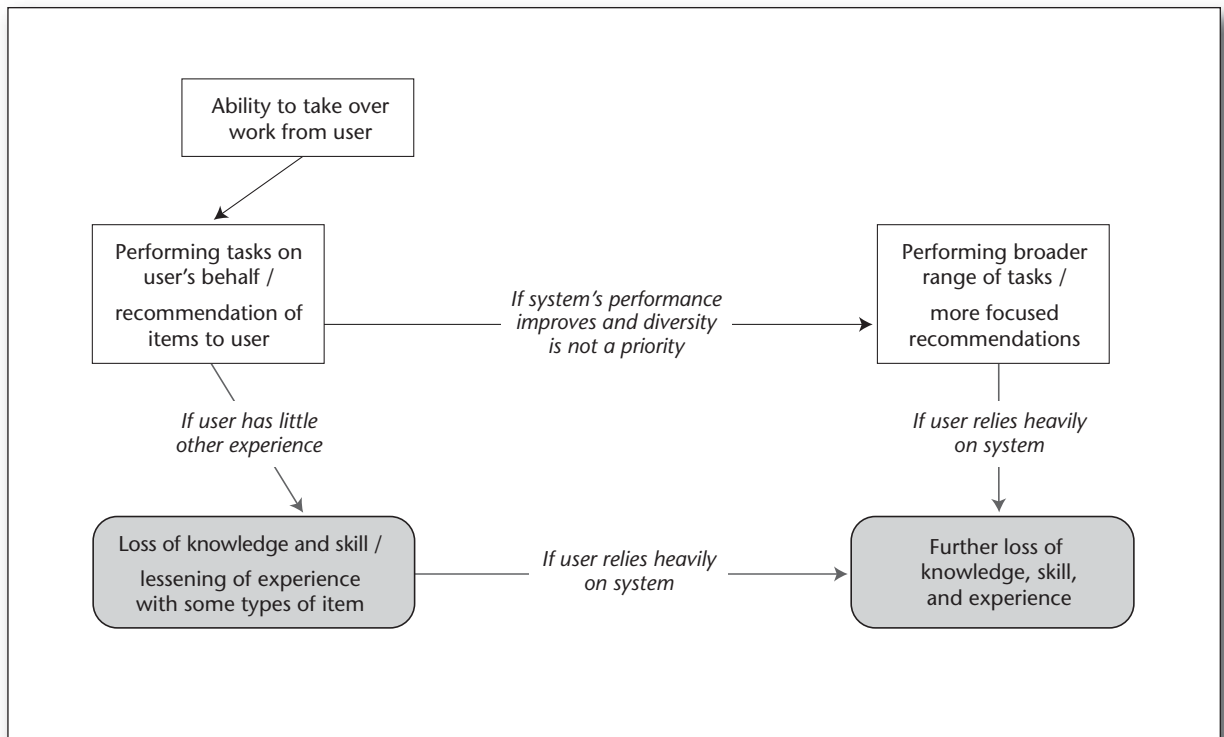 Ability to take over
work from user
Performing tasks on
user’s behalf /
recommendation of
items to user
If system’s performance
improves and diversity
is not a priority
Performing broader
range of tasks /
more focused
recommendations
If user has little
other experience
If user relies heavily
on system
Loss of knowledge and skill /
lessening of experience
with some types of item
If user relies heavily
on system
Further loss of
knowledge, skill,
and experience